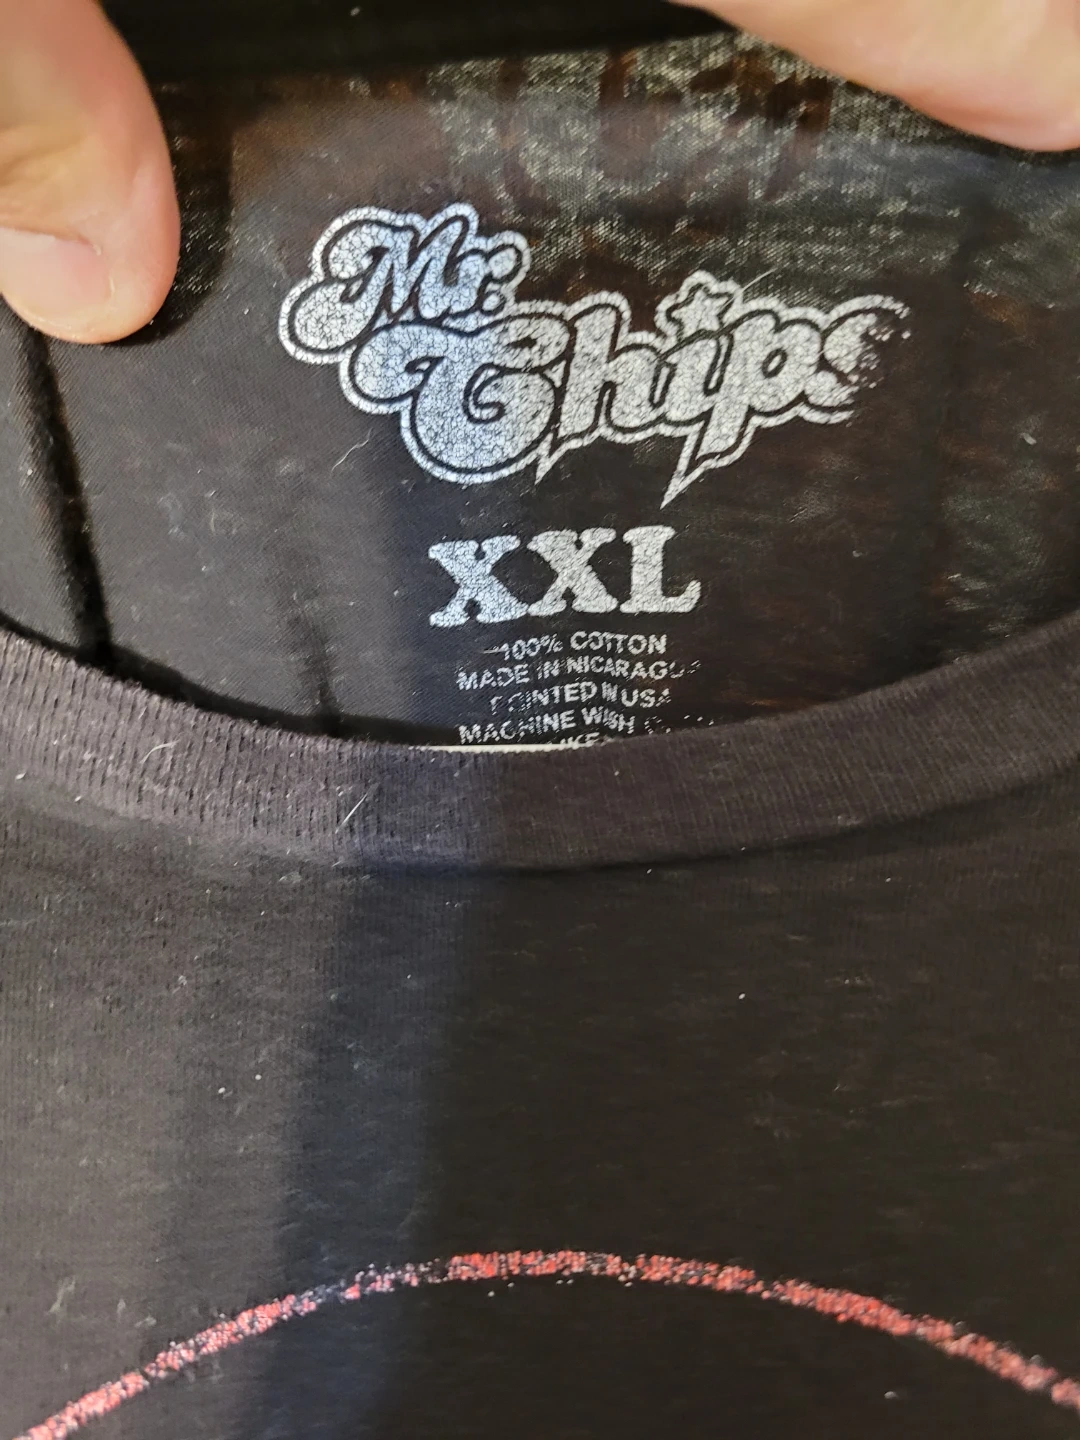 Mr.
Chips
XXL
100% COTTON
MADE IN NICARAGUA
PRINTED IN USA
MACHINE WASH